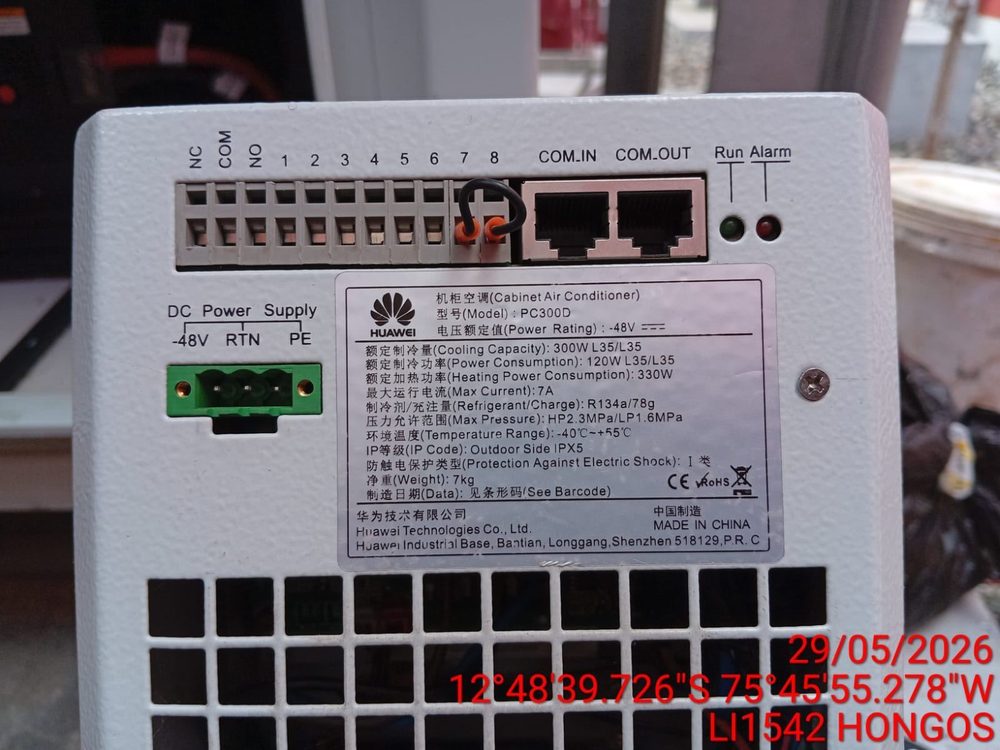 NC COM NO 1 2 3 4 5 6 7 8 COM-IN COM-OUT Run Alarm
DC Power Supply
-48V RTN PE
HUAWEI
机柜空调(Cabinet Air Conditioner)
型号(Model) : PC300D
电压额定值(Power Rating) : -48V
额定制冷量(Cooling Capacity): 300W L35/L35
额定制冷功率(Power Consumption): 120W L35/L35
额定加热功率(Heating Power Consumption): 330W
最大运行电流(Max Current): 7A
制冷剂/充注量(Refrigerant/Charge): R134a/78g
压力允许范围(Max Pressure): HP2.3MPa/LP1.6MPa
环境温度(Temperature Range): -40℃~+55℃
IP等级(IP Code): Outdoor Side IPX5
防触电保护类型(Protection Against Electric Shock): I 类
净重(Weight): 7kg
CE RoHS
制造日期(Data): 见条形码(See Barcode)
华为技术有限公司
中国制造
Huawei Technologies Co., Ltd.
MADE IN CHINA
Huawei Industrial Base, Bantian, Longgang,Shenzhen 518129,P.R. C
29/05/2026
12°48'39.726"S 75°45'55.278"W
LI1542 HONGOS